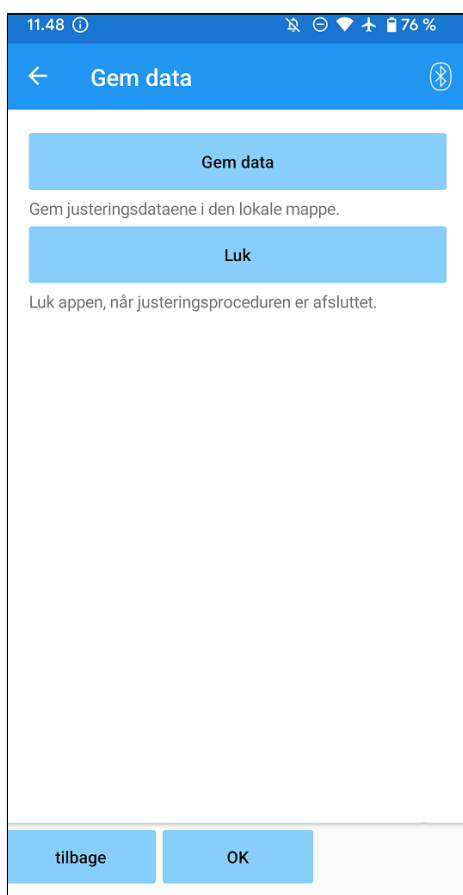 11.48 76 %
Gem data
Gem data
Gem justeringsdataene i den lokale mappe.
Luk
Luk appen, når justeringsproceduren er afsluttet.
tilbage OK